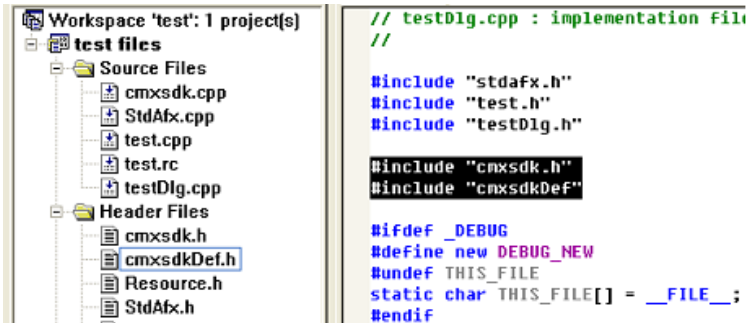 Workspace 'test': 1 project(s)
test files
Source Files
cmxsdk.cpp
StdAfx.cpp
test.cpp
test.rc
testDlg.cpp
Header Files
cmxsdk.h
cmxsdkDef.h
Resource.h
StdAfx.h
// testDlg.cpp : implementation file
//
#include "stdafx.h"
#include "test.h"
#include "testDlg.h"
#include "cmxsdk.h"
#include "cmxsdkDef"
#ifdef _DEBUG
#define new DEBUG_NEW
#undef THIS_FILE
static char THIS_FILE[] = __FILE__;
#endif